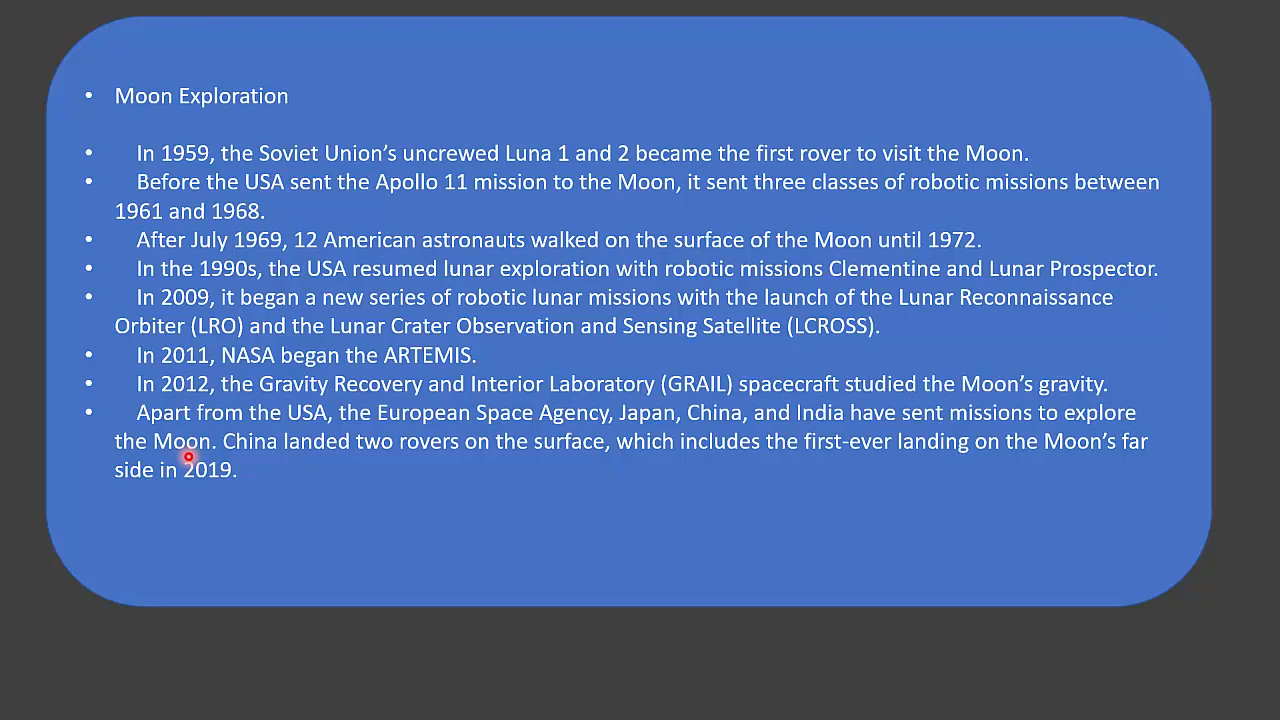 • Moon Exploration
• In 1959, the Soviet Union’s uncrewed Luna 1 and 2 became the first rover to visit the Moon.
• Before the USA sent the Apollo 11 mission to the Moon, it sent three classes of robotic missions between
1961 and 1968.
• After July 1969, 12 American astronauts walked on the surface of the Moon until 1972.
• In the 1990s, the USA resumed lunar exploration with robotic missions Clementine and Lunar Prospector.
• In 2009, it began a new series of robotic lunar missions with the launch of the Lunar Reconnaissance
Orbiter (LRO) and the Lunar Crater Observation and Sensing Satellite (LCROSS).
• In 2011, NASA began the ARTEMIS.
• In 2012, the Gravity Recovery and Interior Laboratory (GRAIL) spacecraft studied the Moon’s gravity.
• Apart from the USA, the European Space Agency, Japan, China, and India have sent missions to explore
the Moon. China landed two rovers on the surface, which includes the first-ever landing on the Moon’s far
side in 2019.